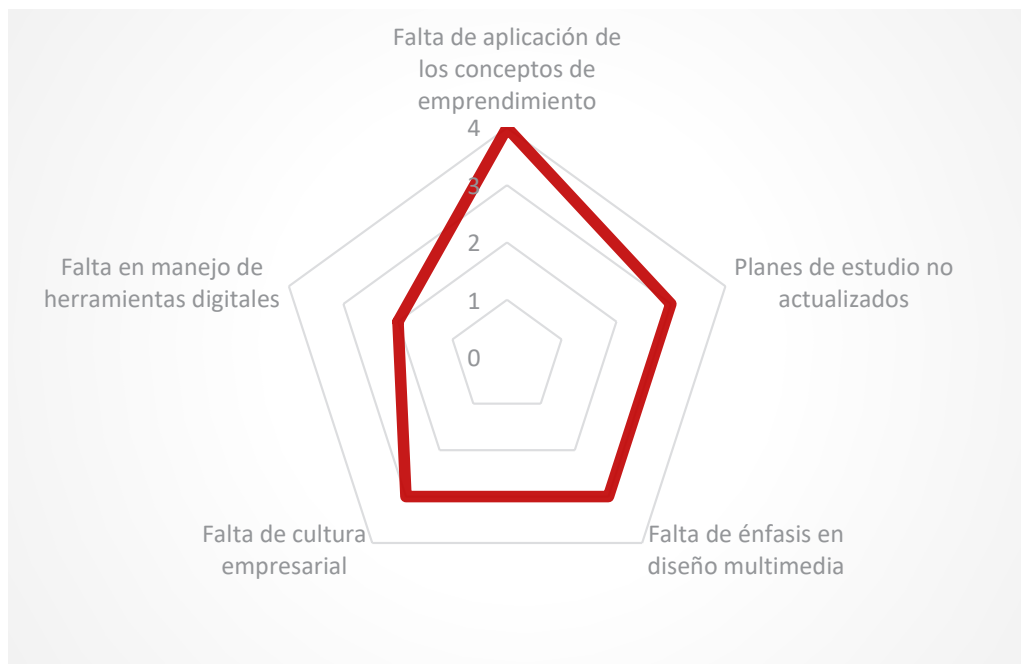 Falta de aplicación de
los conceptos de
emprendimiento
4
3
2
1
0
Falta en manejo de
herramientas digitales
Planes de estudio no
actualizados
Falta de cultura
empresarial
Falta de énfasis en
diseño multimedia